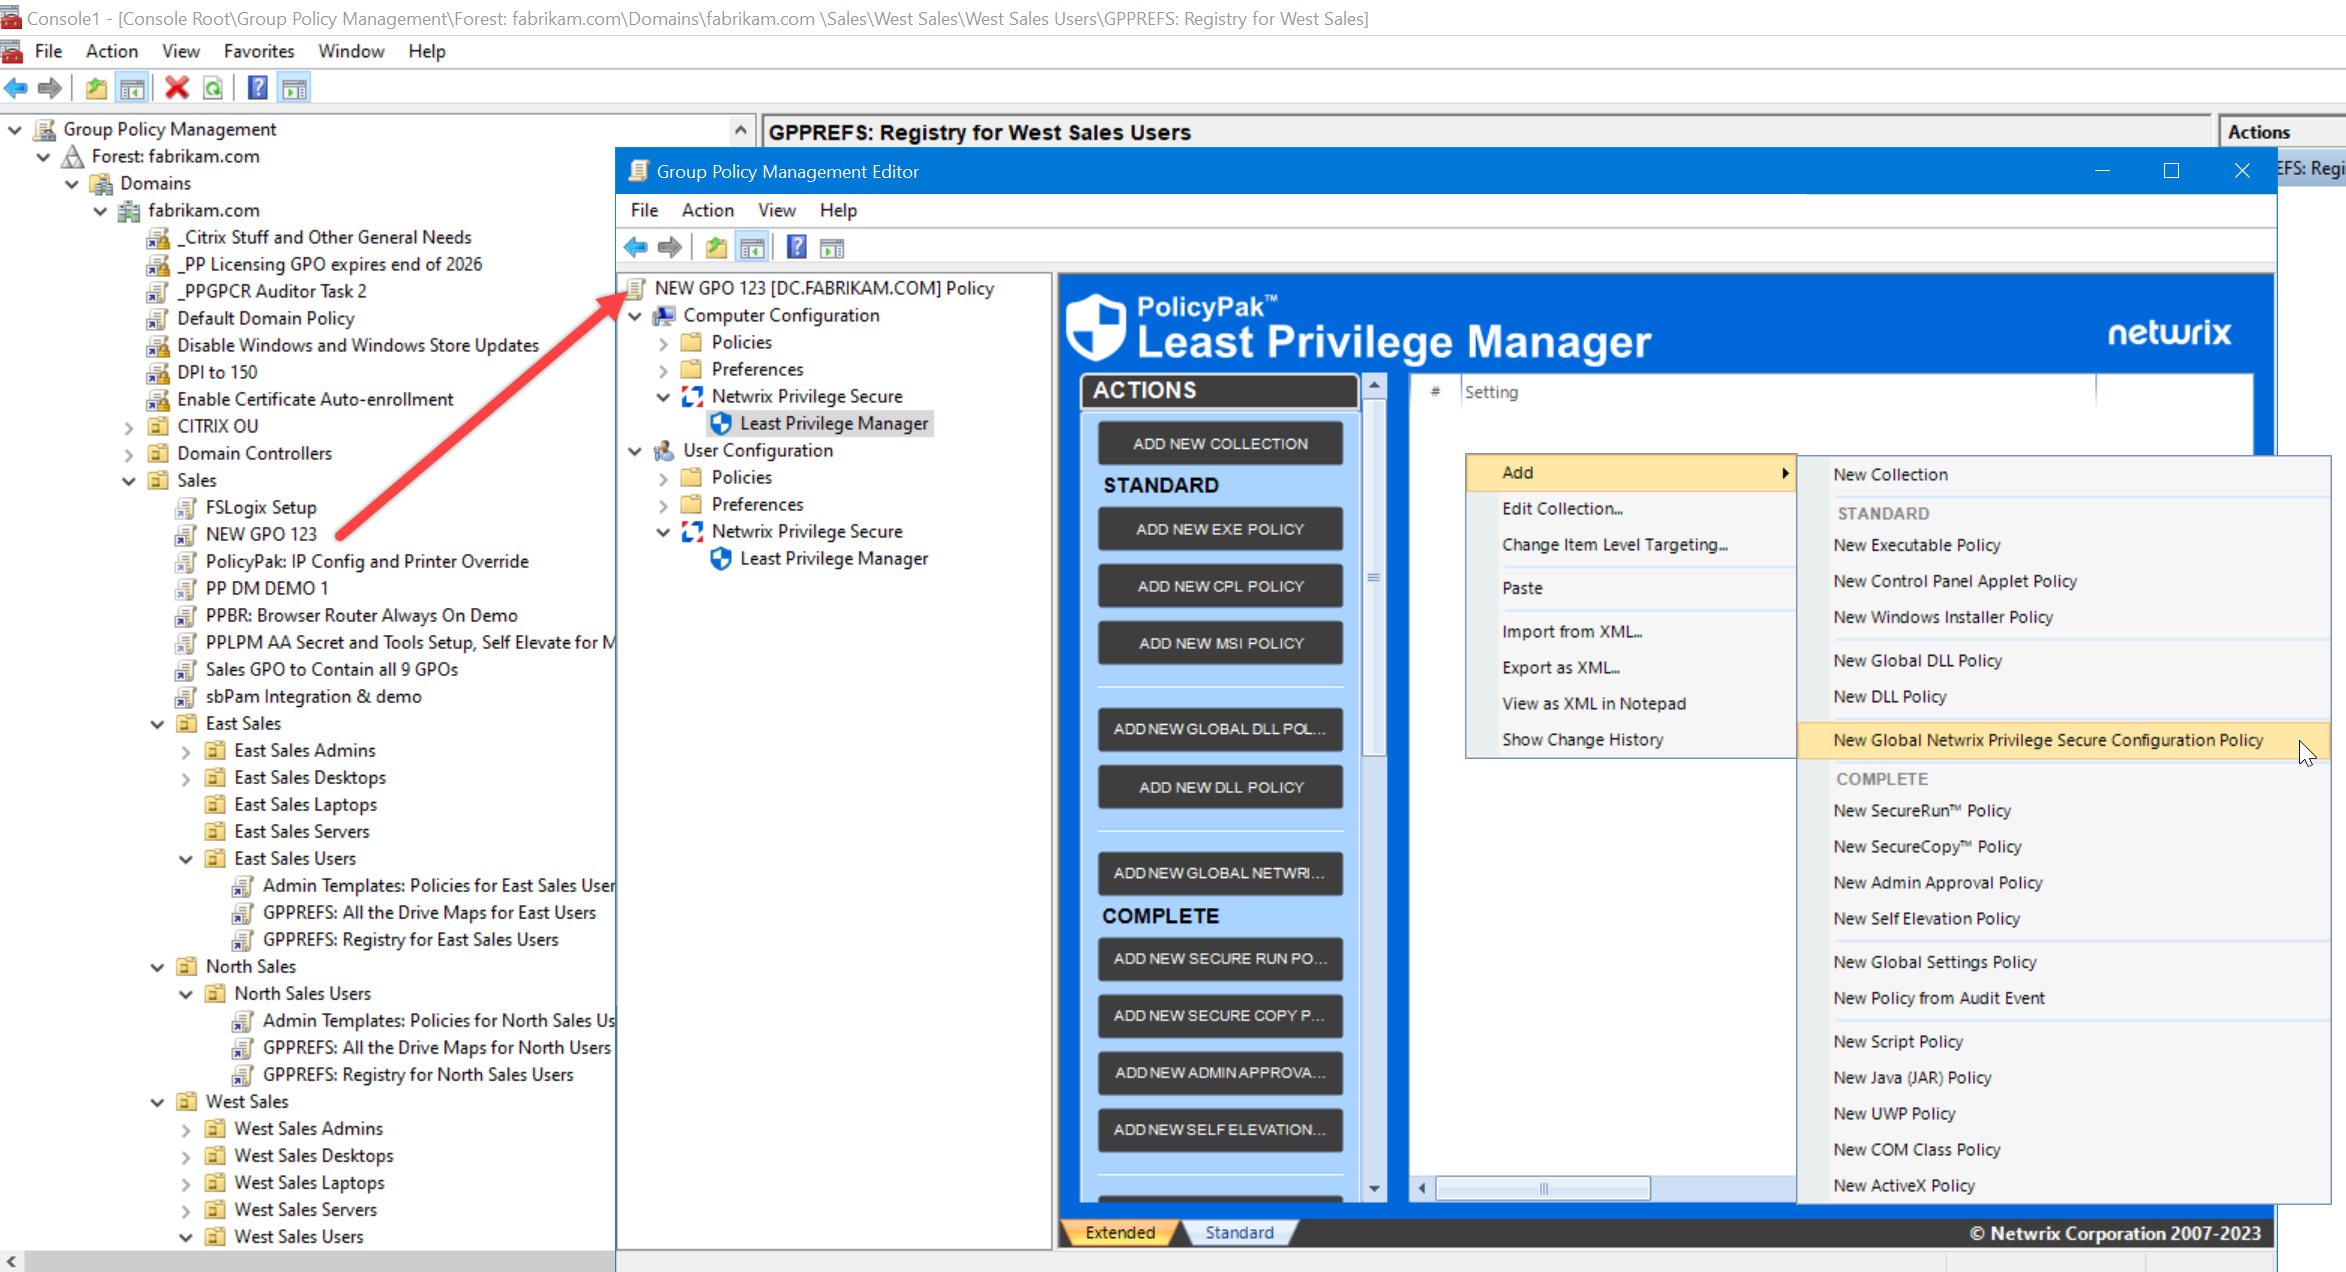 Console1 - [Console Root\Group Policy Management\Forest: fabrikam.com\Domains\fabrikam.com \Sales\West Sales\West Sales Users\GPPREFS: Registry for West Sales]
File Action View Favorites Window Help
Group Policy Management
Forest: fabrikam.com
Domains
fabrikam.com
_Citrix Stuff and Other General Needs
_PP Licensing GPO expires end of 2026
_PPGPCR Auditor Task 2
Default Domain Policy
Disable Windows and Windows Store Updates
DPI to 150
Enable Certificate Auto-enrollment
CITRIX OU
Domain Controllers
Sales
FSLogix Setup
NEW GPO 123
PolicyPak: IP Config and Printer Override
PP DM DEMO 1
PPBR: Browser Router Always On Demo
PPLPM AA Secret and Tools Setup, Self Elevate for M
Sales GPO to Contain all 9 GPOs
sbPam Integration & demo
East Sales
East Sales Admins
East Sales Desktops
East Sales Laptops
East Sales Servers
East Sales Users
Admin Templates: Policies for East Sales User
GPPREFS: All the Drive Maps for East Users
GPPREFS: Registry for East Sales Users
North Sales
North Sales Users
Admin Templates: Policies for North Sales Us
GPPREFS: All the Drive Maps for North Users
GPPREFS: Registry for North Sales Users
West Sales
West Sales Admins
West Sales Desktops
West Sales Laptops
West Sales Servers
West Sales Users
GPPREFS: Registry for West Sales Users
Actions
EFS: Regi
Group Policy Management Editor
File Action View Help
NEW GPO 123 [DC.FABRIKAM.COM] Policy
Computer Configuration
Policies
Preferences
Netwrix Privilege Secure
Least Privilege Manager
User Configuration
Policies
Preferences
Netwrix Privilege Secure
Least Privilege Manager
PolicyPak™
Least Privilege Manager
netwrix
ACTIONS
ADD NEW COLLECTION
STANDARD
ADD NEW EXE POLICY
ADD NEW CPL POLICY
ADD NEW MSI POLICY
ADD NEW GLOBAL DLL POL...
ADD NEW DLL POLICY
ADD NEW GLOBAL NETWRI...
COMPLETE
ADD NEW SECURE RUN PO...
ADD NEW SECURE COPY P...
ADD NEW ADMIN APPROVA...
ADD NEW SELF ELEVATION...
# Setting
Add
Edit Collection...
Change Item Level Targeting...
Paste
Import from XML...
Export as XML...
View as XML in Notepad
Show Change History
New Collection
STANDARD
New Executable Policy
New Control Panel Applet Policy
New Windows Installer Policy
New Global DLL Policy
New DLL Policy
New Global Netwrix Privilege Secure Configuration Policy
COMPLETE
New SecureRun™ Policy
New SecureCopy™ Policy
New Admin Approval Policy
New Self Elevation Policy
New Global Settings Policy
New Policy from Audit Event
New Script Policy
New Java (JAR) Policy
New UWP Policy
New COM Class Policy
New ActiveX Policy
Extended Standard
© Netwrix Corporation 2007-2023